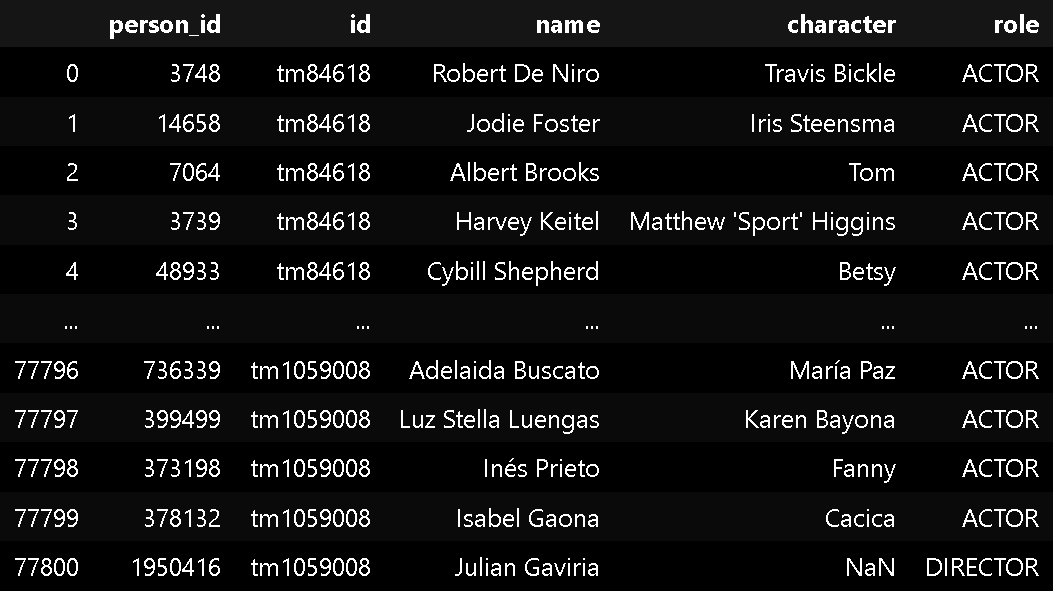 person_id id name character role
0 3748 tm84618 Robert De Niro Travis Bickle ACTOR
1 14658 tm84618 Jodie Foster Iris Steensma ACTOR
2 7064 tm84618 Albert Brooks Tom ACTOR
3 3739 tm84618 Harvey Keitel Matthew 'Sport' Higgins ACTOR
4 48933 tm84618 Cybill Shepherd Betsy ACTOR
... ... ... ... ... ...
77796 736339 tm1059008 Adelaida Buscato María Paz ACTOR
77797 399499 tm1059008 Luz Stella Luengas Karen Bayona ACTOR
77798 373198 tm1059008 Inés Prieto Fanny ACTOR
77799 378132 tm1059008 Isabel Gaona Cacica ACTOR
77800 1950416 tm1059008 Julian Gaviria NaN DIRECTOR